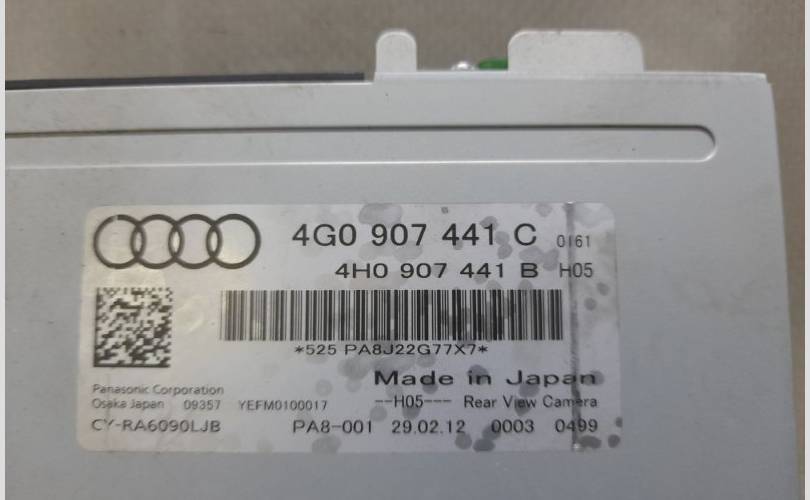 4G0 907 441 C 0161
4H0 907 441 B H05
*525 PA8J22G77X7*
Made in Japan
Panasonic Corporation
Osaka Japan 09357 YEFM0100017 --H05--- Rear View Camera
CY-RA6090LJB PA8-001 29.02.12 0003 0499